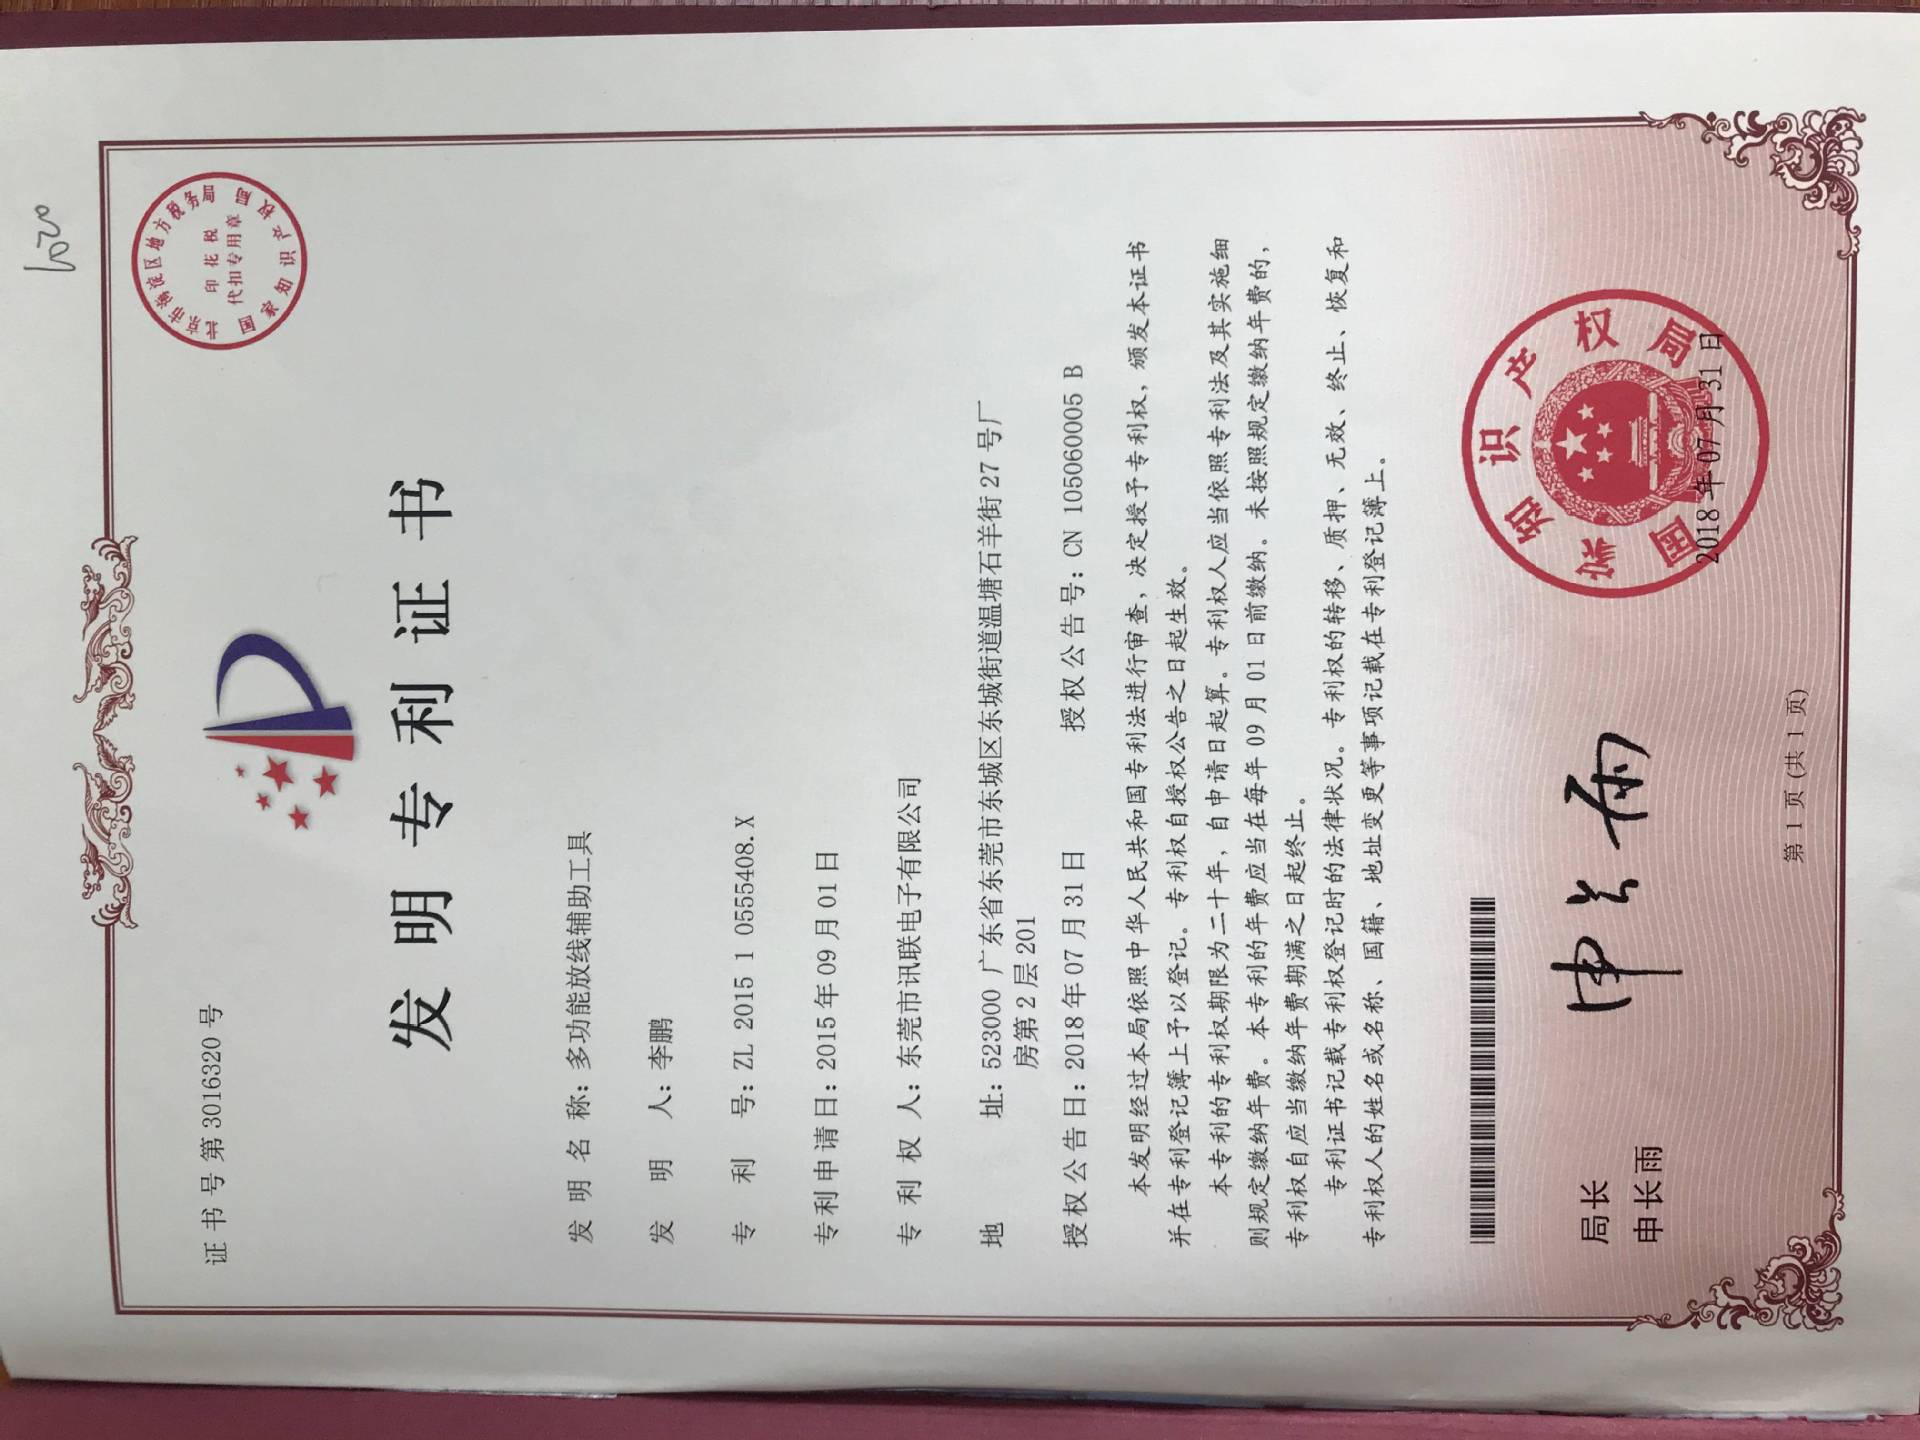 证书号第3016320号
北京市海淀区地方税务局
印花税
代扣专用章
国家知识产权局
发明专利证书
发明名称：多功能放线辅助工具
发明人：李鹏
专利号：ZL 2015 1 0555408.X
专利申请日：2015年09月01日
专利权人：东莞市讯联电子有限公司
地址：523000 广东省东莞市东城区东城街道温塘石羊街27号厂
房第2层201
授权公告日：2018年07月31日 授权公告号：CN 105060005 B
本发明经过本局依照中华人民共和国专利法进行审查，决定授予专利权，颁发本证书
并在专利登记簿上予以登记。专利权自授权公告之日起生效。
本专利的专利权期限为二十年，自申请日起算。专利权人应当依照专利法及其实施细
则规定缴纳年费。本专利的年费应当在每年09月01日前缴纳。未按照规定缴纳年费的，
专利权自应当缴纳年费期满之日起终止。
专利证书记载专利权登记时的法律状况。专利权的转移、质押、无效、终止、恢复和
专利权人的姓名或名称、国籍、地址变更等事项记载在专利登记簿上。
局长
申长雨
申长雨
国家知识产权局
2018年07月31日
第1页(共1页)